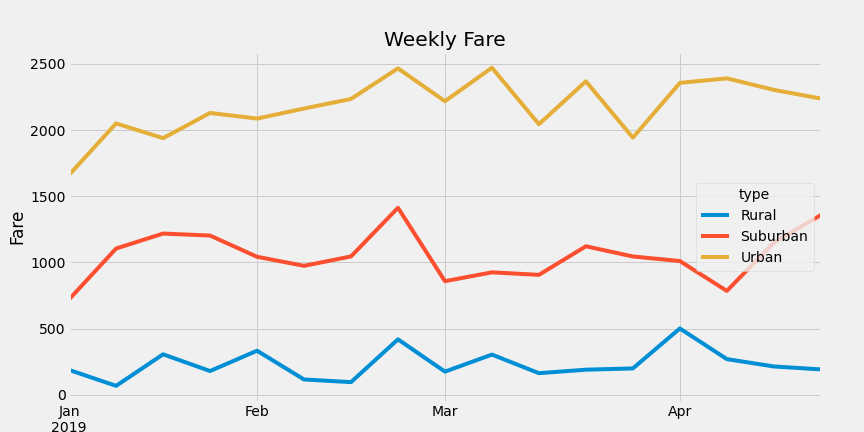 Weekly Fare
2500
2000
1500
1000
500
0
Fare
type
Rural
Suburban
Urban
Jan Feb Mar Apr
2019